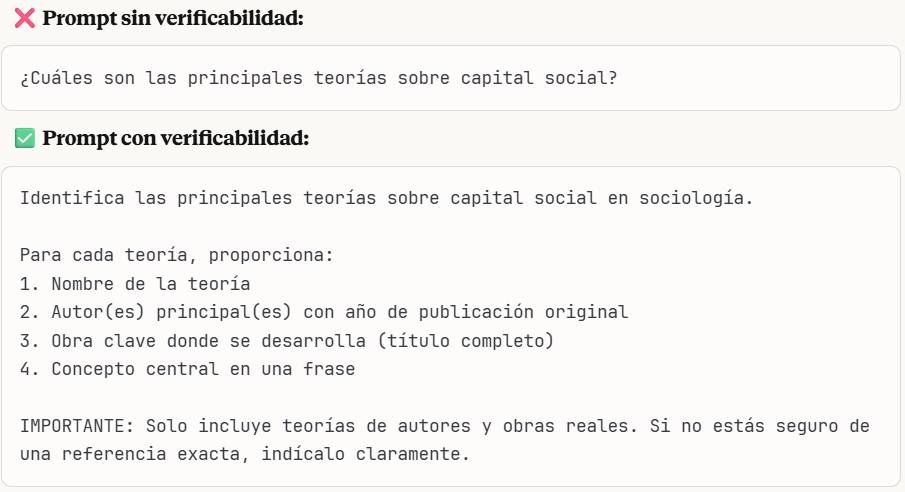 ❌ Prompt sin verificabilidad:
¿Cuáles son las principales teorías sobre capital social?
✅ Prompt con verificabilidad:
Identifica las principales teorías sobre capital social en sociología.
Para cada teoría, proporciona:
1. Nombre de la teoría
2. Autor(es) principal(es) con año de publicación original
3. Obra clave donde se desarrolla (título completo)
4. Concepto central en una frase
IMPORTANTE: Solo incluye teorías de autores y obras reales. Si no estás seguro de
una referencia exacta, indícalo claramente.